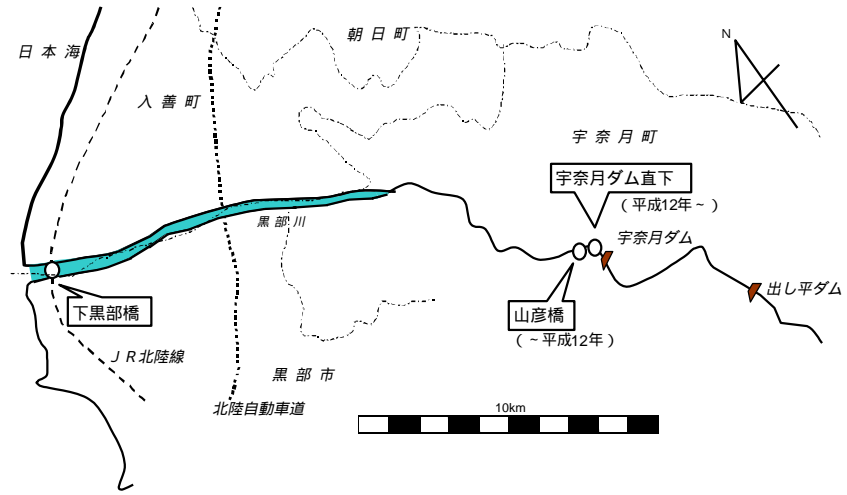 朝日町
N
日本海
入善町
宇奈月町
宇奈月ダム直下
(平成12年~)
黒部川
宇奈月ダム
出し平ダム
下黒部橋
山彦橋
(~平成12年)
JR北陸線
黒部市
北陸自動車道
10km